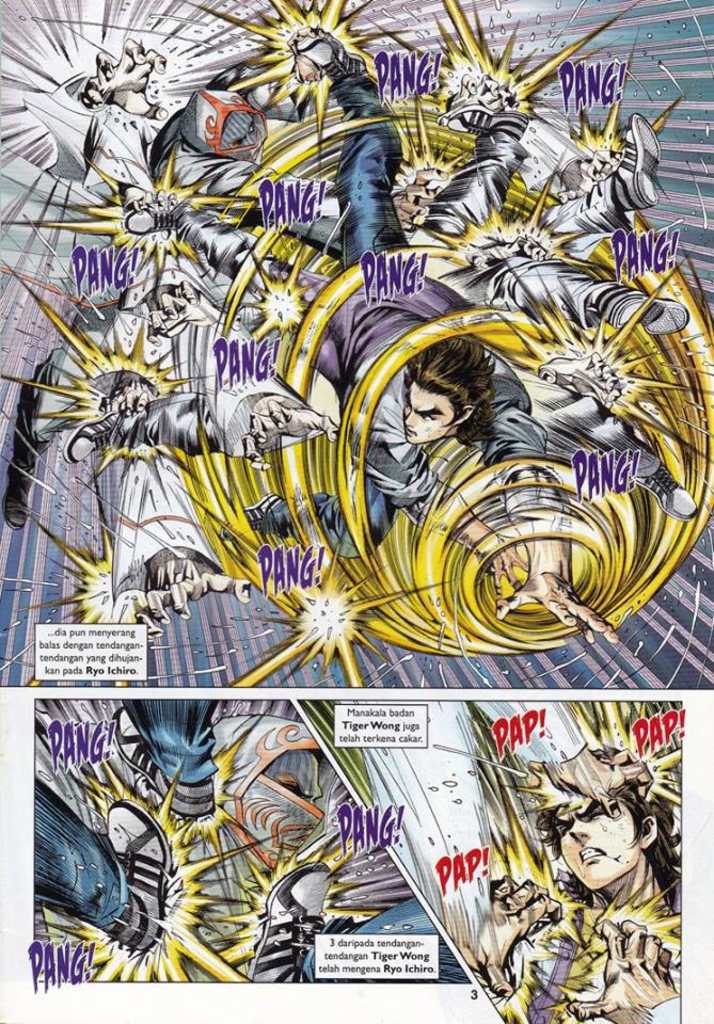 PANG!
PANG!
PANG!
PANG!
PANG!
PANG!
PANG!
PANG!
PANG!
...dia pun menyerang
balas dengan tendangan-
tendangan yang dihujan-
kan pada Ryo Ichiro.
PANG!
PANG!
PANG!
3 daripada tendangan-
tendangan Tiger Wong
telah mengena Ryo Ichiro.
Manakala badan
Tiger Wong juga
telah terkena cakar.
PAP!
PAP!
PAP!
3